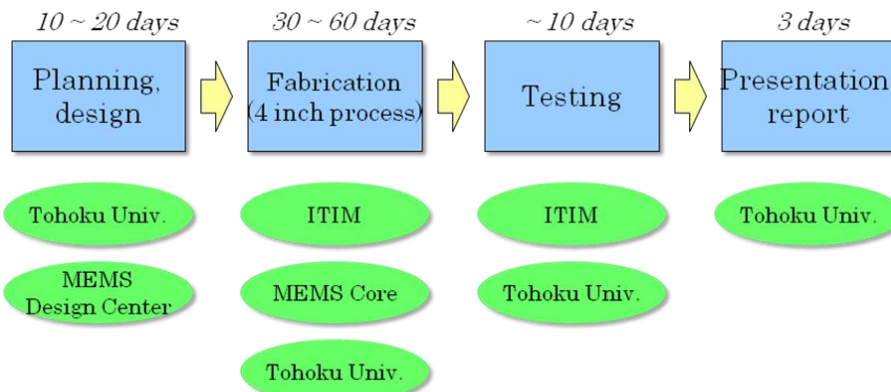 10 ~ 20 days
30 ~ 60 days
~ 10 days
3 days
Planning,
design
Fabrication
(4 inch process)
Testing
Presentation
report
Tohoku Univ.
ITIM
ITIM
Tohoku Univ.
MEMS
Design Center
MEMS Core
Tohoku Univ.
Tohoku Univ.